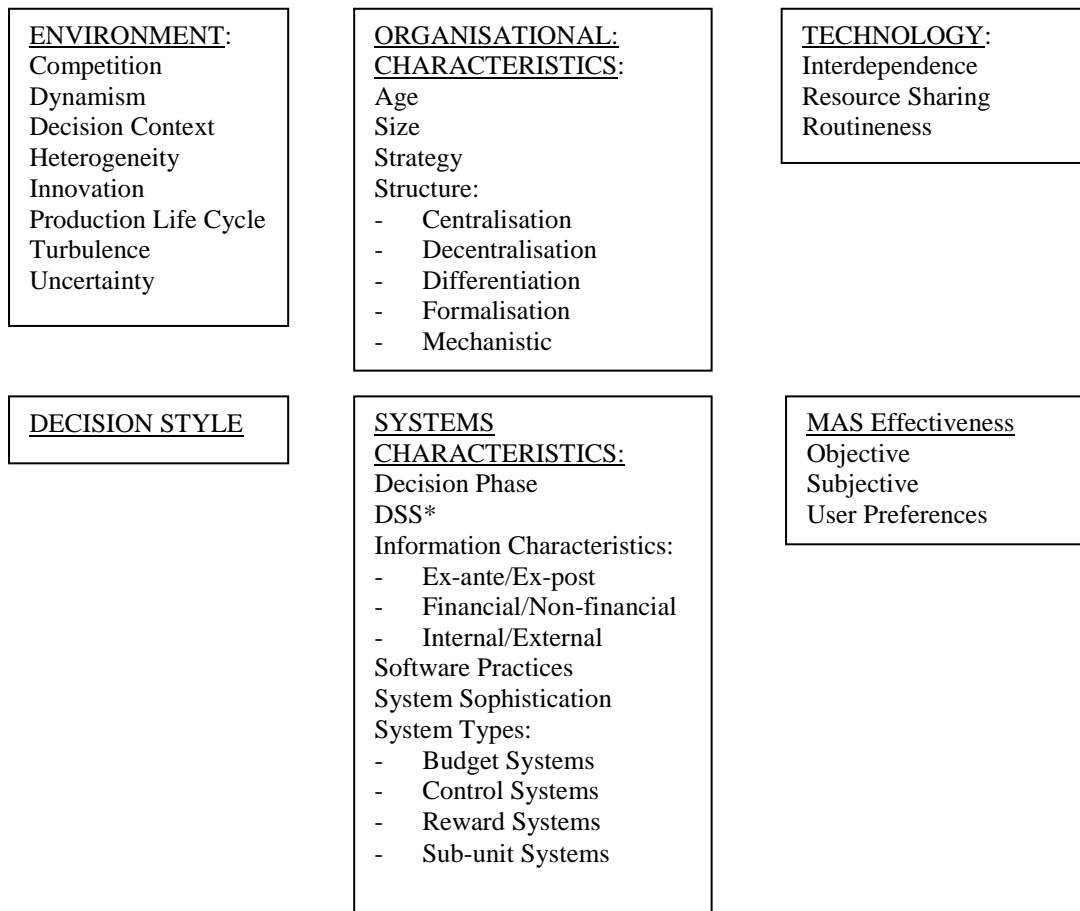 ENVIRONMENT:
Competition
Dynamism
Decision Context
Heterogeneity
Innovation
Production Life Cycle
Turbulence
Uncertainty
ORGANISATIONAL:
CHARACTERISTICS:
Age
Size
Strategy
Structure:
- Centralisation
- Decentralisation
- Differentiation
- Formalisation
- Mechanistic
TECHNOLOGY:
Interdependence
Resource Sharing
Routineness
DECISION STYLE
SYSTEMS
CHARACTERISTICS:
Decision Phase
DSS*
Information Characteristics:
- Ex-ante/Ex-post
- Financial/Non-financial
- Internal/External
Software Practices
System Sophistication
System Types:
- Budget Systems
- Control Systems
- Reward Systems
- Sub-unit Systems
MAS Effectiveness
Objective
Subjective
User Preferences